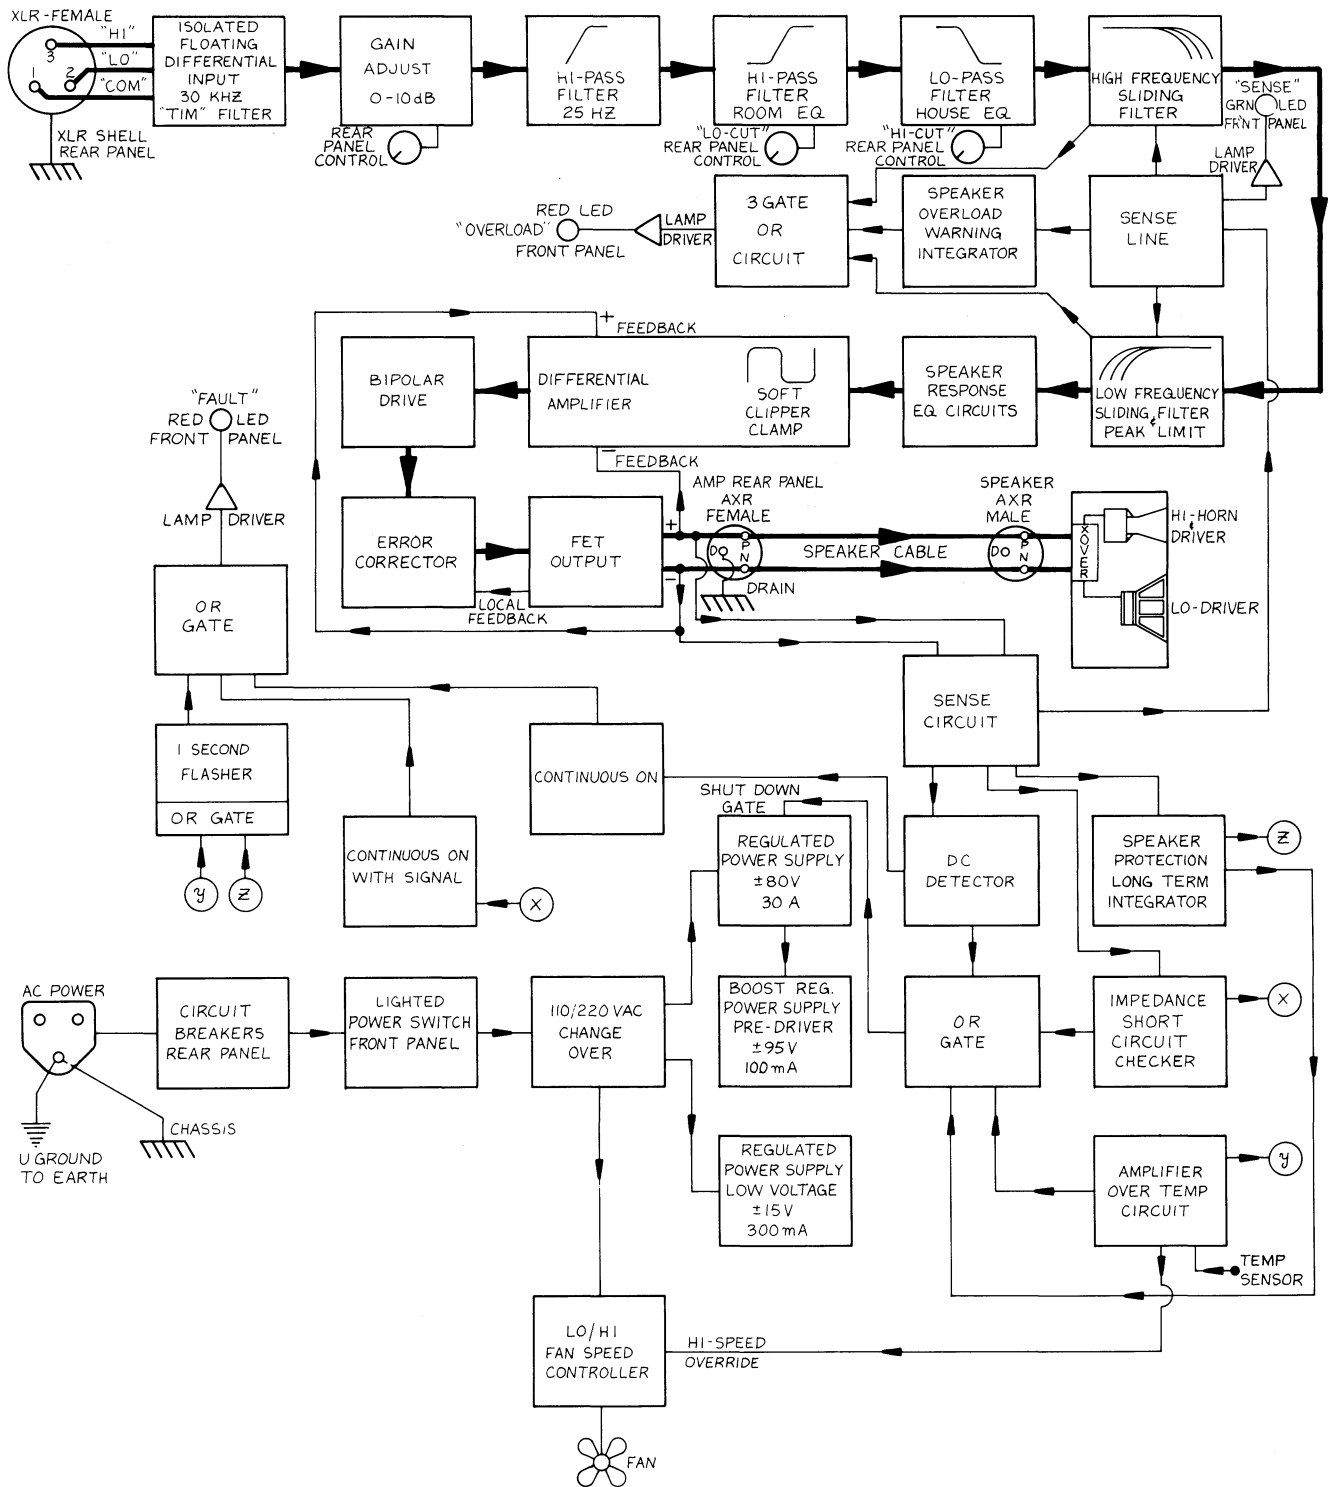 XLR-FEMALE
"HI"
3
"LO"
1
2
"COM"
XLR SHELL
REAR PANEL
ISOLATED
FLOATING
DIFFERENTIAL
INPUT
30 KHZ
"TIM" FILTER
GAIN
ADJUST
0-10dB
REAR
PANEL
CONTROL
HI-PASS
FILTER
25 HZ
HI-PASS
FILTER
ROOM EQ
"LO-CUT"
REAR PANEL
CONTROL
LO-PASS
FILTER
HOUSE EQ
"HI-CUT"
REAR PANEL
CONTROL
HIGH FREQUENCY
SLIDING
FILTER
"SENSE"
GRN LED
FRNT PANEL
LAMP
DRIVER
RED LED
"OVERLOAD"
FRONT PANEL
LAMP
DRIVER
3 GATE
OR
CIRCUIT
SPEAKER
OVERLOAD
WARNING
INTEGRATOR
SENSE
LINE
+
FEEDBACK
BIPOLAR
DRIVE
DIFFERENTIAL
AMPLIFIER
SOFT
CLIPPER
CLAMP
SPEAKER
RESPONSE
EQ CIRCUITS
LOW FREQUENCY
SLIDING FILTER
PEAK & LIMIT
"FAULT"
RED LED
FRONT PANEL
LAMP DRIVER
—
FEEDBACK
AMP REAR PANEL
AXR
FEMALE
SPEAKER
AXR
MALE
ERROR
CORRECTOR
FET
OUTPUT
+
−
D
P
N
SPEAKER CABLE
DRAIN
D
P
N
XOVER
HI-HORN
&
DRIVER
LO-DRIVER
LOCAL
FEEDBACK
OR
GATE
SENSE
CIRCUIT
1 SECOND
FLASHER
OR GATE
Y
Z
CONTINUOUS ON
CONTINUOUS ON
WITH SIGNAL
X
SHUT DOWN
GATE
REGULATED
POWER SUPPLY
±80V
30 A
DC
DETECTOR
SPEAKER
PROTECTION
LONG TERM
INTEGRATOR
Z
AC POWER
CIRCUIT
BREAKERS
REAR PANEL
LIGHTED
POWER SWITCH
FRONT PANEL
110/220 VAC
CHANGE
OVER
BOOST REG.
POWER SUPPLY
PRE-DRIVER
±95V
100mA
OR
GATE
IMPEDANCE
SHORT
CIRCUIT
CHECKER
X
CHASSIS
U GROUND
TO EARTH
REGULATED
POWER SUPPLY
LOW VOLTAGE
±15V
300mA
AMPLIFIER
OVER TEMP
CIRCUIT
Y
TEMP
SENSOR
LO/HI
FAN SPEED
CONTROLLER
HI-SPEED
OVERRIDE
FAN